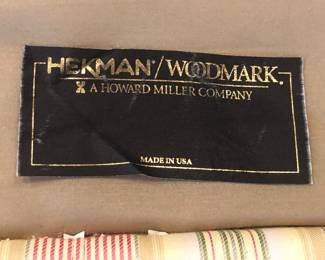 HEKMAN®/WOODMARK®
A HOWARD MILLER COMPANY
MADE IN USA